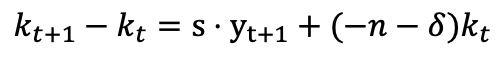 k_{t+1} − k_t = s · y_{t+1} + (−n − δ)k_t